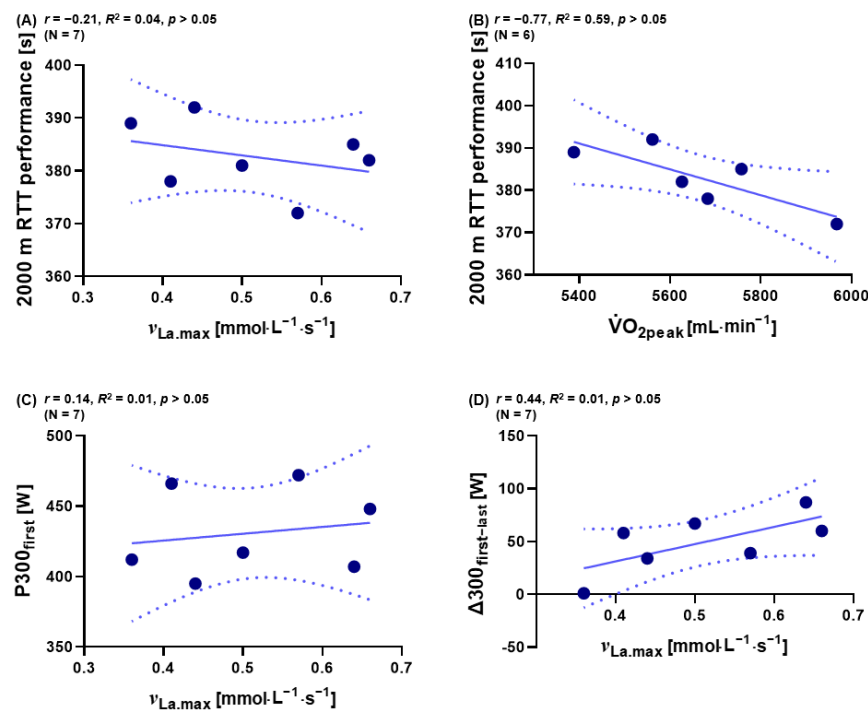 (A) r = −0.21, R² = 0.04, p > 0.05
(N = 7)
2000 m RTT performance [s]
400
390
380
370
360
0.3 0.4 0.5 0.6 0.7
νLa.max [mmol·L⁻¹·s⁻¹]
(B) r = −0.77, R² = 0.59, p > 0.05
(N = 6)
2000 m RTT performance [s]
410
400
390
380
370
360
5400 5600 5800 6000
V̇O2peak [mL·min⁻¹]
(C) r = 0.14, R² = 0.01, p > 0.05
(N = 7)
P300first [W]
500
450
400
350
0.3 0.4 0.5 0.6 0.7
νLa.max [mmol·L⁻¹·s⁻¹]
(D) r = 0.44, R² = 0.01, p > 0.05
(N = 7)
Δ300first−last [W]
150
100
50
0
-50
0.4 0.5 0.6 0.7
νLa.max [mmol·L⁻¹·s⁻¹]